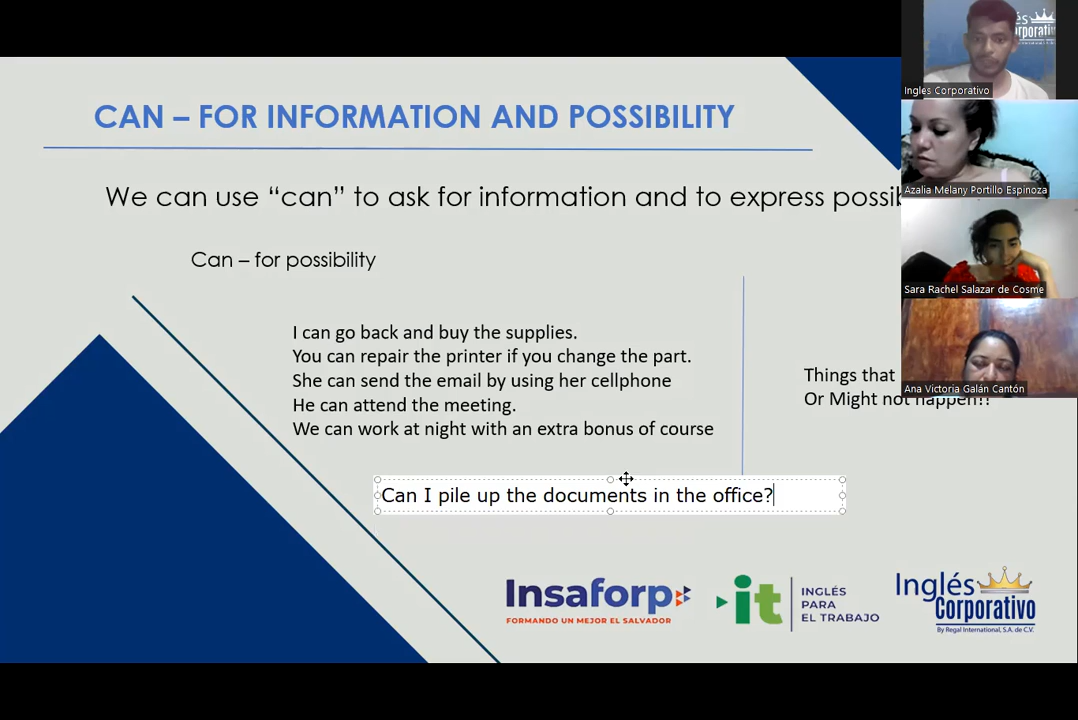 CAN – FOR INFORMATION AND POSSIBILITY
We can use “can” to ask for information and to express
Can – for possibility
I can go back and buy the supplies.
You can repair the printer if you change the part.
She can send the email by using her cellphone
He can attend the meeting.
We can work at night with an extra bonus of course
Things that
Or Might not happen!!
Can I pile up the documents in the office?
Insaforp
FORMANDO UN MEJOR EL SALVADOR
it
INGLÉS
PARA
EL TRABAJO
Inglés
Corporativo
By Regal International, S.A. de C.V.
Ingles Corporativo
Azalia Melany Portillo Espinoza
Sara Rachel Salazar de Cosme
Ana Victoria Galán Cantón